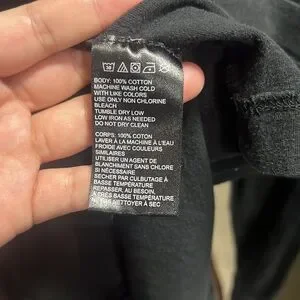 BODY: 100% COTTON
MACHINE WASH COLD
WITH LIKE COLORS
USE ONLY NON CHLORINE
BLEACH
TUMBLE DRY LOW
LOW IRON AS NEEDED
DO NOT DRY CLEAN
CORPS: 100% COTON
LAVER À LA MACHINE À L'EAU
FROIDE AVEC COULEURS
SIMILAIRES
UTILISER UN AGENT DE
BLANCHIMENT SANS CHLORE
SI NÉCESSAIRE
SÉCHER PAR CULBUTAGE À
BASSE TEMPÉRATURE
REPASSER, AU BESOIN,
À TRÈS BASSE TEMPÉRATURE
NE PAS NETTOYER À SEC